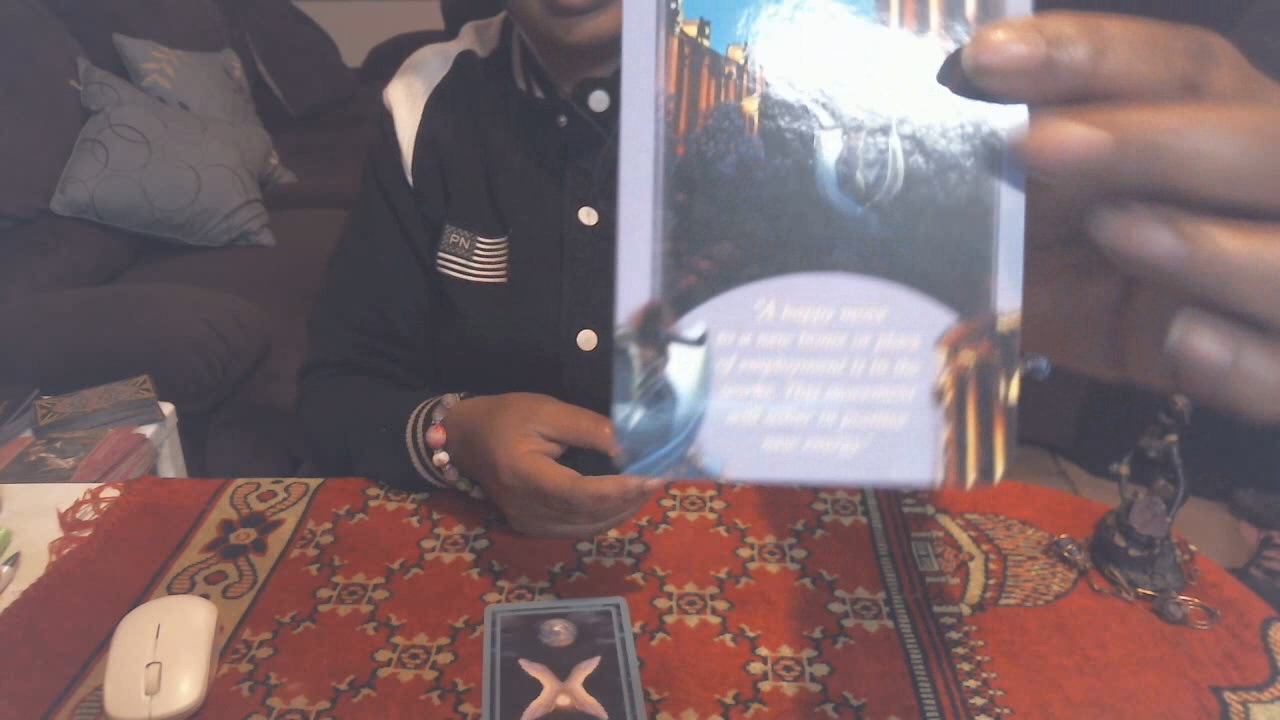 PN
"A happy move
to a new home or place
of employment is in the
works. This movement
will usher in positive
new energy.